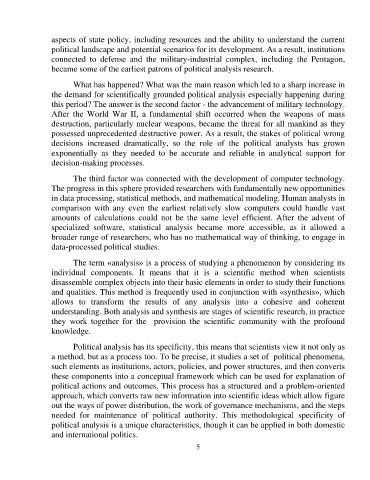 aspects of state policy, including resources and the ability to understand the current
political landscape and potential scenarios for its development. As a result, institutions
connected to defense and the military-industrial complex, including the Pentagon,
became some of the earliest patrons of political analysis research.
What has happened? What was the main reason which led to a sharp increase in
the demand for scientifically grounded political analysis especially happening during
this period? The answer is the second factor - the advancement of military technology.
After the World War II, a fundamental shift occurred when the weapons of mass
destruction, particularly nuclear weapons, became the threat for all mankind as they
possessed unprecedented destructive power. As a result, the stakes of political wrong
decisions increased dramatically, so the role of the political analysts has grown
exponentially as they needed to be accurate and reliable in analytical support for
decision-making processes.
The third factor was connected with the development of computer technology.
The progress in this sphere provided researchers with fundamentally new opportunities
in data processing, statistical methods, and mathematical modeling. Human analysts in
comparison with any even the earliest relatively slow computers could handle vast
amounts of calculations could not be the same level efficient. After the advent of
specialized software, statistical analysis became more accessible, as it allowed a
broader range of researchers, who has no mathematical way of thinking, to engage in
data-processed political studies.
The term «analysis» is a process of studying a phenomenon by considering its
individual components. It means that it is a scientific method when scientists
disassemble complex objects into their basic elements in order to study their functions
and qualities. This method is frequently used in conjunction with «synthesis», which
allows to transform the results of any analysis into a cohesive and coherent
understanding. Both analysis and synthesis are stages of scientific research, in practice
they work together for the provision the scientific community with the profound
knowledge.
Political analysis has its specificity, this means that scientists view it not only as
a method, but as a process too. To be precise, it studies a set of political phenomena,
such elements as institutions, actors, policies, and power structures, and then converts
these components into a conceptual framework which can be used for explanation of
political actions and outcomes. This process has a structured and a problem-oriented
approach, which converts raw new information into scientific ideas which allow figure
out the ways of power distribution, the work of governance mechanisms, and the steps
needed for maintenance of political authority. This methodological specificity of
political analysis is a unique characteristics, though it can be applied in both domestic
and international politics.
5